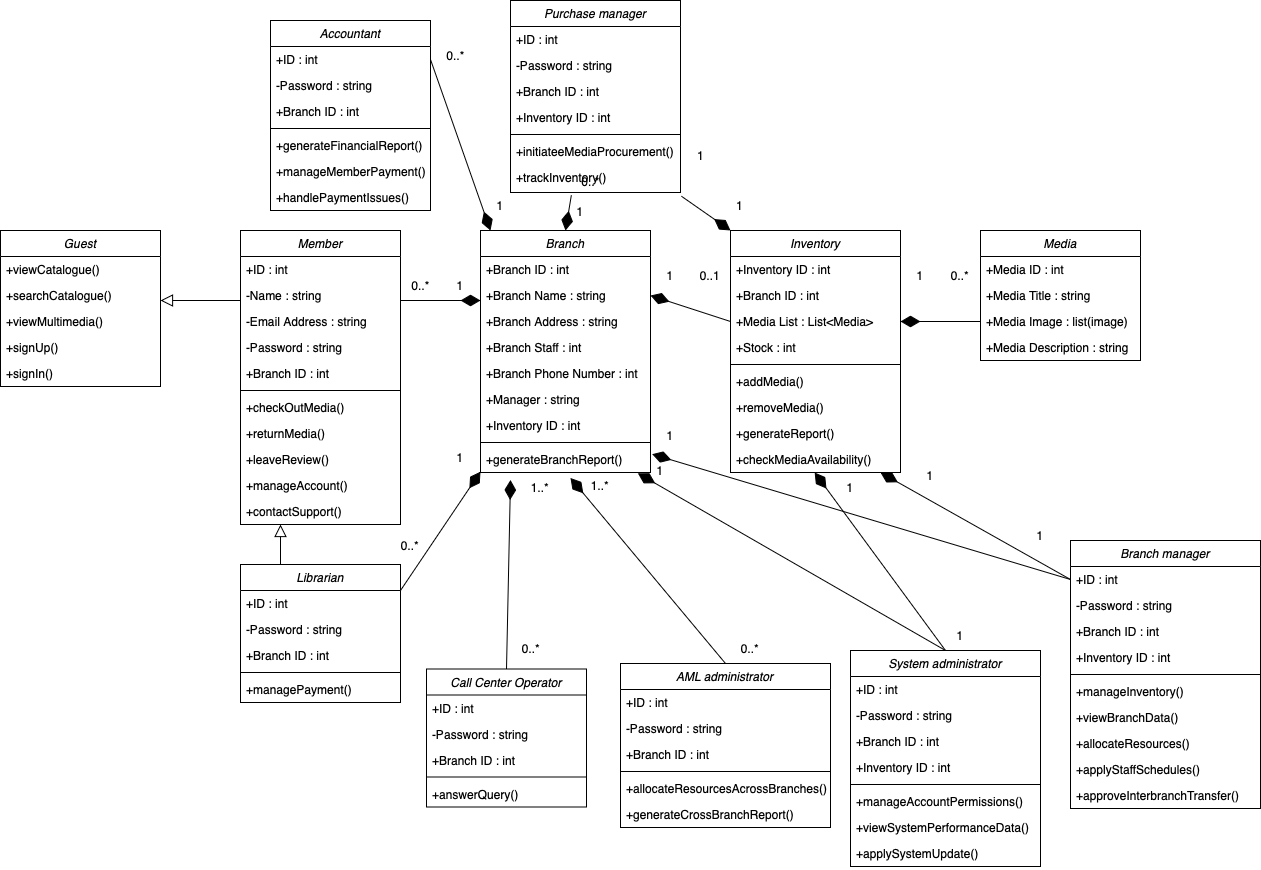 Purchase manager
+ID : int
-Password : string
+Branch ID : int
+Inventory ID : int
+initiateeMediaProcurement()
+trackInventory()
0..*
1
1
1
Accountant
+ID : int
-Password : string
+Branch ID : int
+generateFinancialReport()
+manageMemberPayment()
+handlePaymentIssues()
0..*
1
Guest
+viewCatalogue()
+searchCatalogue()
+viewMultimedia()
+signUp()
+signIn()
Member
+ID : int
-Name : string
-Email Address : string
-Password : string
+Branch ID : int
+checkOutMedia()
+returnMedia()
+leaveReview()
+manageAccount()
+contactSupport()
0..*
1
Branch
+Branch ID : int
+Branch Name : string
+Branch Address : string
+Branch Staff : int
+Branch Phone Number : int
+Manager : string
+Inventory ID : int
+generateBranchReport()
1
0..1
Inventory
+Inventory ID : int
+Branch ID : int
+Media List : List<Media>
+Stock : int
+addMedia()
+removeMedia()
+generateReport()
+checkMediaAvailability()
1
0..*
Media
+Media ID : int
+Media Title : string
+Media Image : list(image)
+Media Description : string
1
0..*
1..*
1..*
1
1
1
1
1
Librarian
+ID : int
-Password : string
+Branch ID : int
+managePayment()
0..*
Call Center Operator
+ID : int
-Password : string
+Branch ID : int
+answerQuery()
0..*
AML administrator
+ID : int
-Password : string
+Branch ID : int
+allocateResourcesAcrossBranches()
+generateCrossBranchReport()
1
System administrator
+ID : int
-Password : string
+Branch ID : int
+Inventory ID : int
+manageAccountPermissions()
+viewSystemPerformanceData()
+applySystemUpdate()
Branch manager
+ID : int
-Password : string
+Branch ID : int
+Inventory ID : int
+manageInventory()
+viewBranchData()
+allocateResources()
+applyStaffSchedules()
+approveInterbranchTransfer()